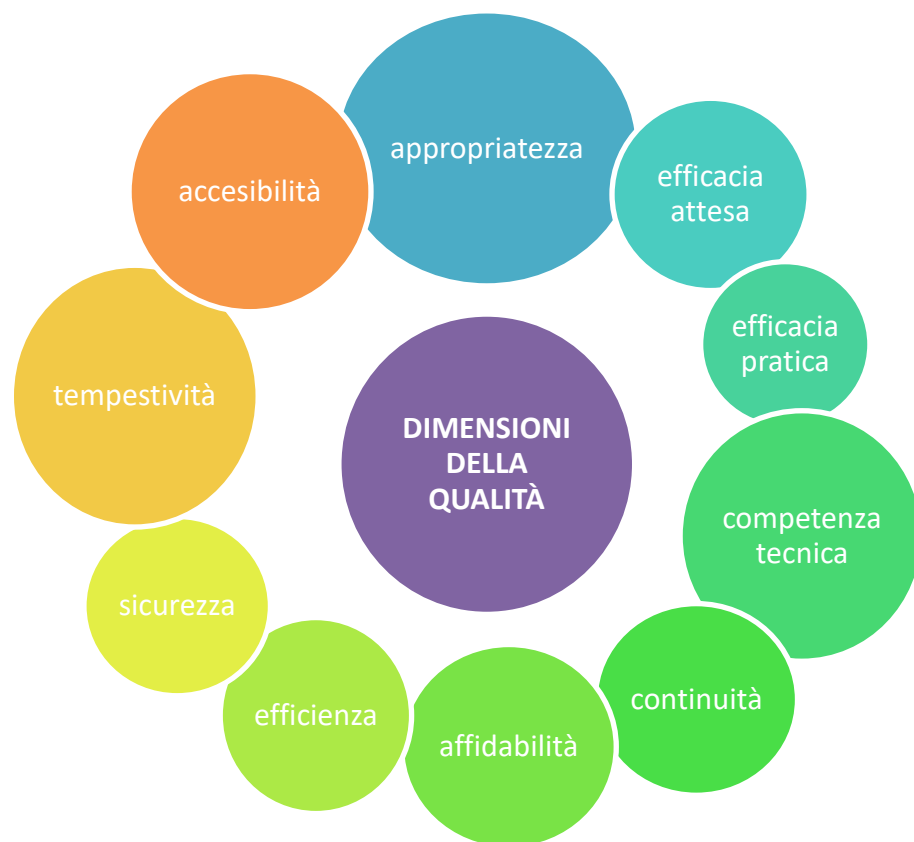 appropriatezza
efficacia
attesa
efficacia
pratica
competenza
tecnica
continuità
affidabilità
efficienza
sicurezza
tempestività
accesibilità
DIMENSIONI
DELLA
QUALITÀ